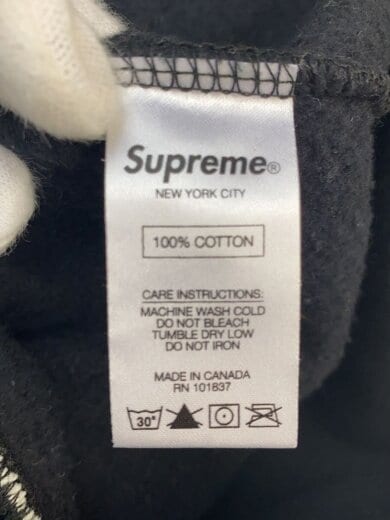 Supreme®
NEW YORK CITY
100% COTTON
CARE INSTRUCTIONS:
MACHINE WASH COLD
DO NOT BLEACH
TUMBLE DRY LOW
DO NOT IRON
MADE IN CANADA
RN 101837
30°